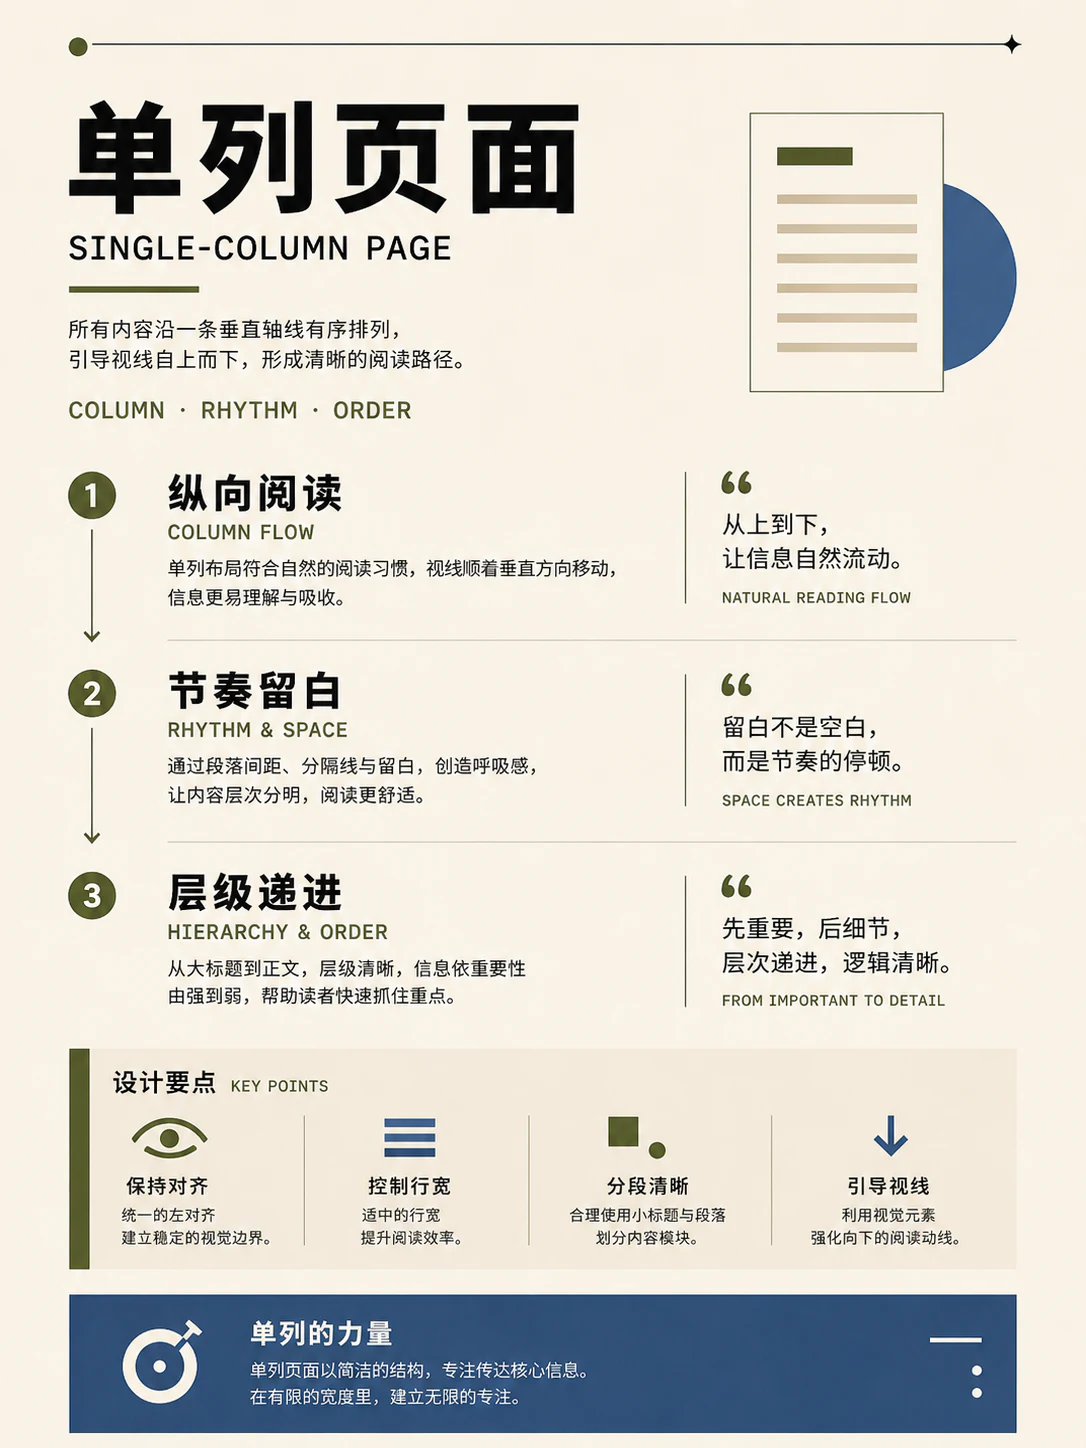 单列页面
SINGLE-COLUMN PAGE
所有内容沿一条垂直轴线有序排列，
引导视线自上而下，形成清晰的阅读路径。
COLUMN · RHYTHM · ORDER
1
纵向阅读
COLUMN FLOW
单列布局符合自然的阅读习惯，视线顺着垂直方向移动，
信息更易理解与吸收。
“
从上到下，
让信息自然流动。
NATURAL READING FLOW
2
节奏留白
RHYTHM & SPACE
通过段落间距、分隔线与留白，创造呼吸感，
让内容层次分明，阅读更舒适。
“
留白不是空白，
而是节奏的停顿。
SPACE CREATES RHYTHM
3
层级递进
HIERARCHY & ORDER
从大标题到正文，层级清晰，信息依重要性
由强到弱，帮助读者快速抓住重点。
“
先重要，后细节，
层次递进，逻辑清晰。
FROM IMPORTANT TO DETAIL
设计要点 KEY POINTS
保持对齐
统一的左对齐
建立稳定的视觉边界。
控制行宽
适中的行宽
提升阅读效率。
分段清晰
合理使用小标题与段落
划分内容模块。
引导视线
利用视觉元素
强化向下的阅读动线。
单列的力量
单列页面以简洁的结构，专注传达核心信息。
在有限的宽度里，建立无限的专注。